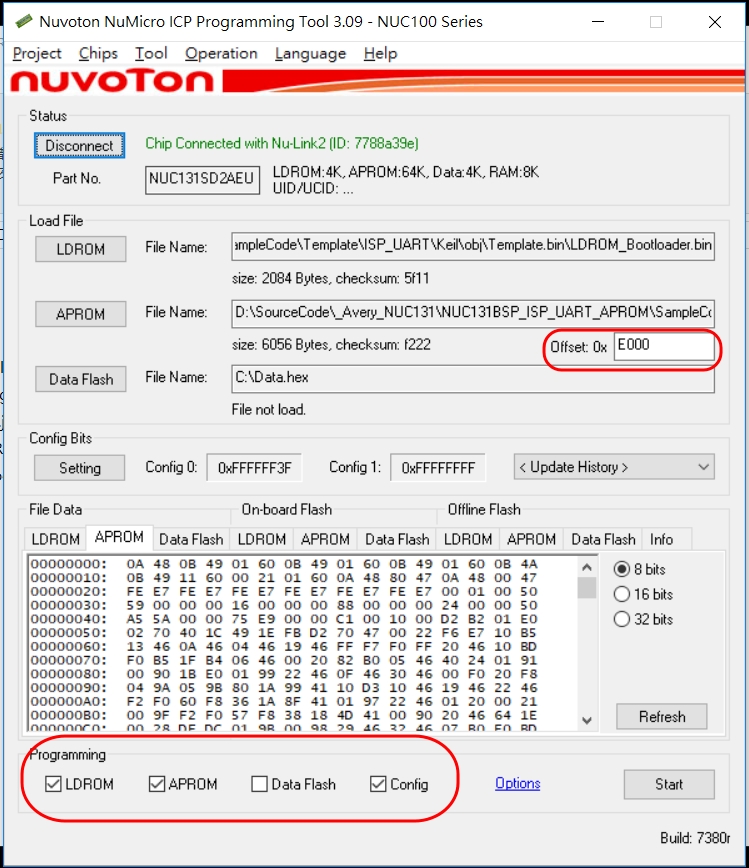 Nuvoton NuMicro ICP Programming Tool 3.09 - NUC100 Series
Project Chips Tool Operation Language Help
nuvoTon
Status
Disconnect Chip Connected with Nu-Link2 (ID: 7788a39e)
Part No. NUC131SD2AEU LDROM:4K, APROM:64K, Data:4K, RAM:8K
UID/UCID: ...
Load File
LDROM File Name: mpleCode\Template\ISP_UART\Keil\obj\Template.bin\LDROM_Bootloader.bin
size: 2084 Bytes, checksum: 5f11
APROM File Name: D:\SourceCode\_Avery_NUC131\NUC131BSP_ISP_UART_APROM\SampleCo
size: 6056 Bytes, checksum: f222 Offset: 0x E000
Data Flash File Name: C:\Data.hex
File not load.
Config Bits
Setting Config 0: 0xFFFFFF3F Config 1: 0xFFFFFFFF < Update History >
File Data On-board Flash Offline Flash
LDROM APROM Data Flash LDROM APROM Data Flash LDROM APROM Data Flash Info
00000000: 0A 48 0B 49 01 60 0B 49 01 60 0B 49 01 60 0B 4A
00000010: 0B 49 11 60 00 21 01 60 0A 48 80 47 0A 48 00 47
00000020: FE E7 FE E7 FE E7 FE E7 FE E7 FE E7 00 01 00 50
00000030: 59 00 00 00 16 00 00 00 88 00 00 00 24 00 00 50
00000040: A5 5A 00 00 75 E9 00 00 C1 00 10 00 D2 B2 01 E0
00000050: 02 70 40 1C 49 1E FB D2 70 47 00 22 F6 E7 10 B5
00000060: 13 46 0A 46 04 46 19 46 FF F7 F0 FF 20 46 10 BD
00000070: F0 B5 1F B4 06 46 00 20 82 B0 05 46 40 24 01 91
00000080: 00 90 1B E0 01 99 22 46 0F 46 30 46 00 F0 20 F8
00000090: 04 9A 05 9B 80 1A 99 41 10 D3 10 46 19 46 22 46
000000A0: F2 F0 60 F8 36 1A 8F 41 01 97 22 46 01 20 00 21
000000B0: 00 9F F2 F0 57 F8 38 18 4D 41 00 90 20 46 64 1E
000000C0: 00 28 DF DC 01 9B 00 98 29 46 32 46 07 B0 F0 BD
8 bits
16 bits
32 bits
Refresh
Programming
LDROM APROM Data Flash Config Options Start
Build: 7380r